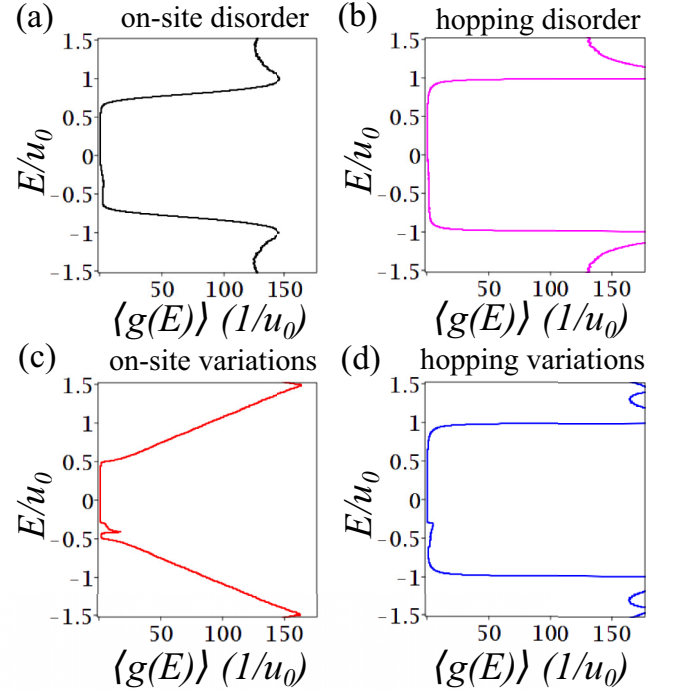 (a) on-site disorder (b) hopping disorder
1.5 1.5
1 1
0.5 0.5
E/u0 0 E/u0 0
−0.5 −0.5
−1 −1
−1.5 −1.5
50 100 150 50 100 150
⟨g(E)⟩ (1/u0) ⟨g(E)⟩ (1/u0)
(c) on-site variations (d) hopping variations
1.5 1.5
1 1
0.5 0.5
E/u0 0 E/u0 0
−0.5 −0.5
−1 −1
−1.5 −1.5
50 100 150 50 100 150
⟨g(E)⟩ (1/u0) ⟨g(E)⟩ (1/u0)